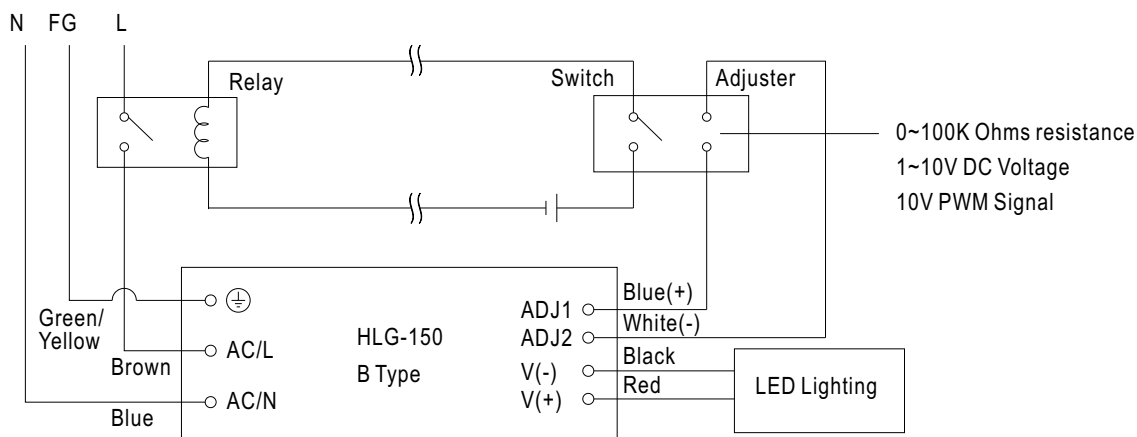 N FG L
Relay
Switch
Adjuster
0~100K Ohms resistance
1~10V DC Voltage
10V PWM Signal
Green/
Yellow
Brown
Blue
AC/L
AC/N
HLG-150
B Type
ADJ1
ADJ2
V(-)
V(+)
Blue(+)
White(-)
Black
Red
LED Lighting